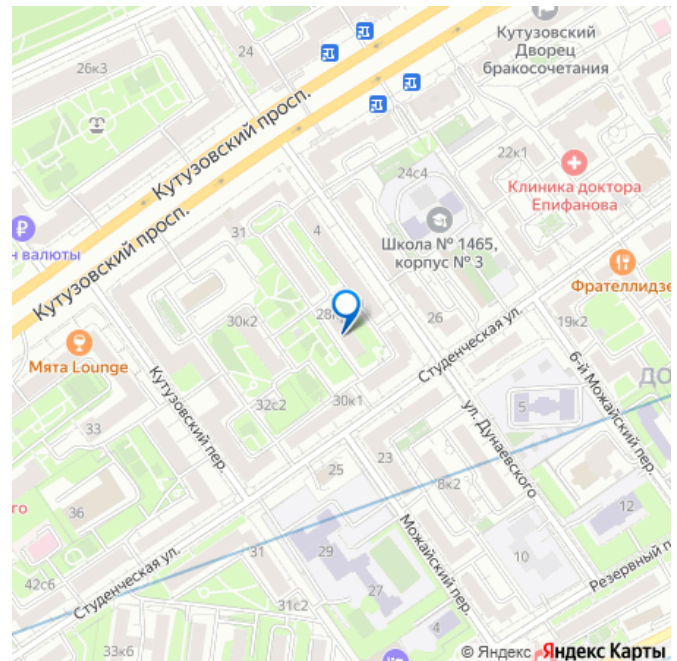 Кутузовский
Дворец
бракосочетания
24
26к3
Кутузовский просп.
22к1
24с4
Клиника доктора
Епифанова
Кутузовский просп.
31
4
Школа № 1465,
корпус № 3
н валюты
Фрателлидзе
30к2
26
19к2
Студенческая ул.
Мята Lounge
6-й Можайский пер.
ДО
Кутузовский пер.
32с2
30к1
5
ул. Дунаевского
33
23
25
8к2
36
го
12
Можайский пер.
31
29
10
42с6
Студенческая ул.
27
Резервный п
31с2
4
33к6
© Яндекс Яндекс Карты